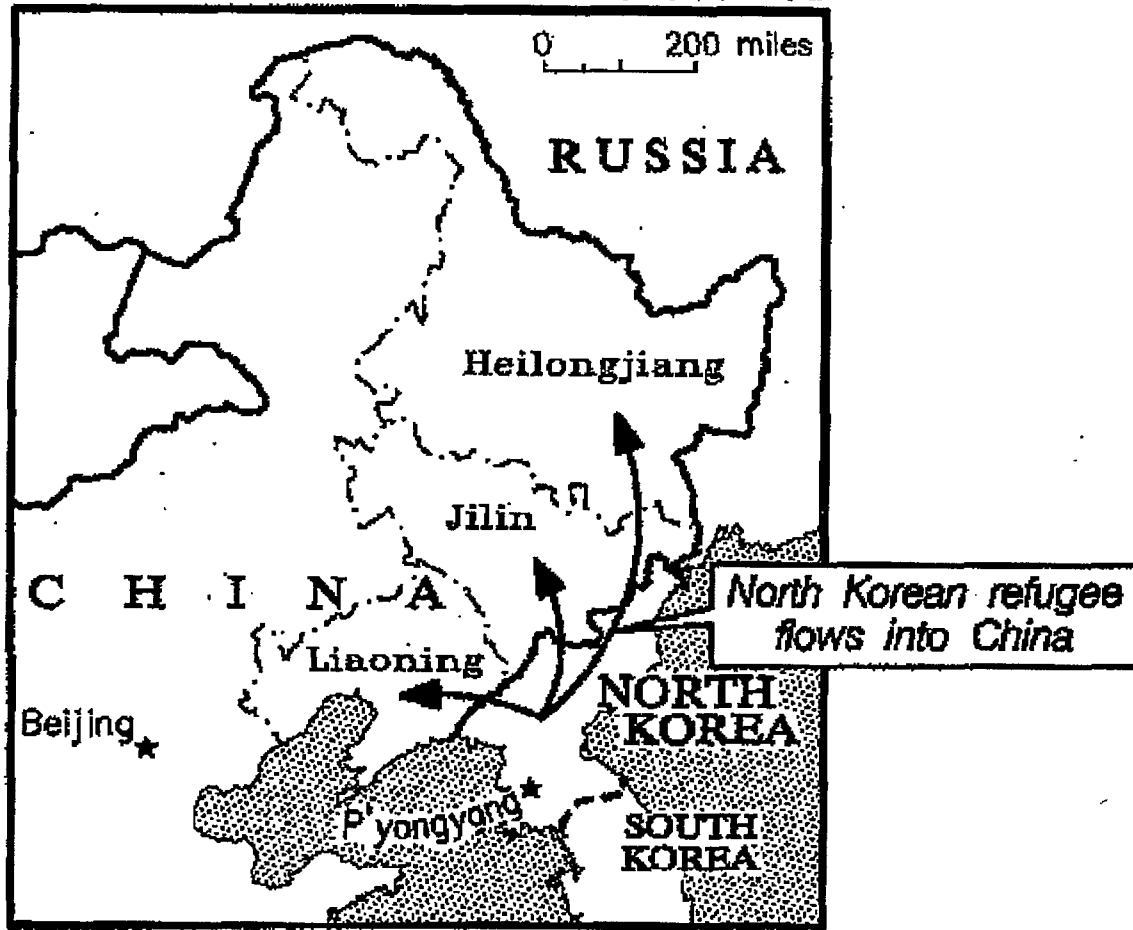 0 200 miles
RUSSIA
Heilongjiang
Jilin
CHINA
North Korean refugee
flows into China
Liaoning
NORTH
KOREA
Beijing
P'yongyang
SOUTH
KOREA